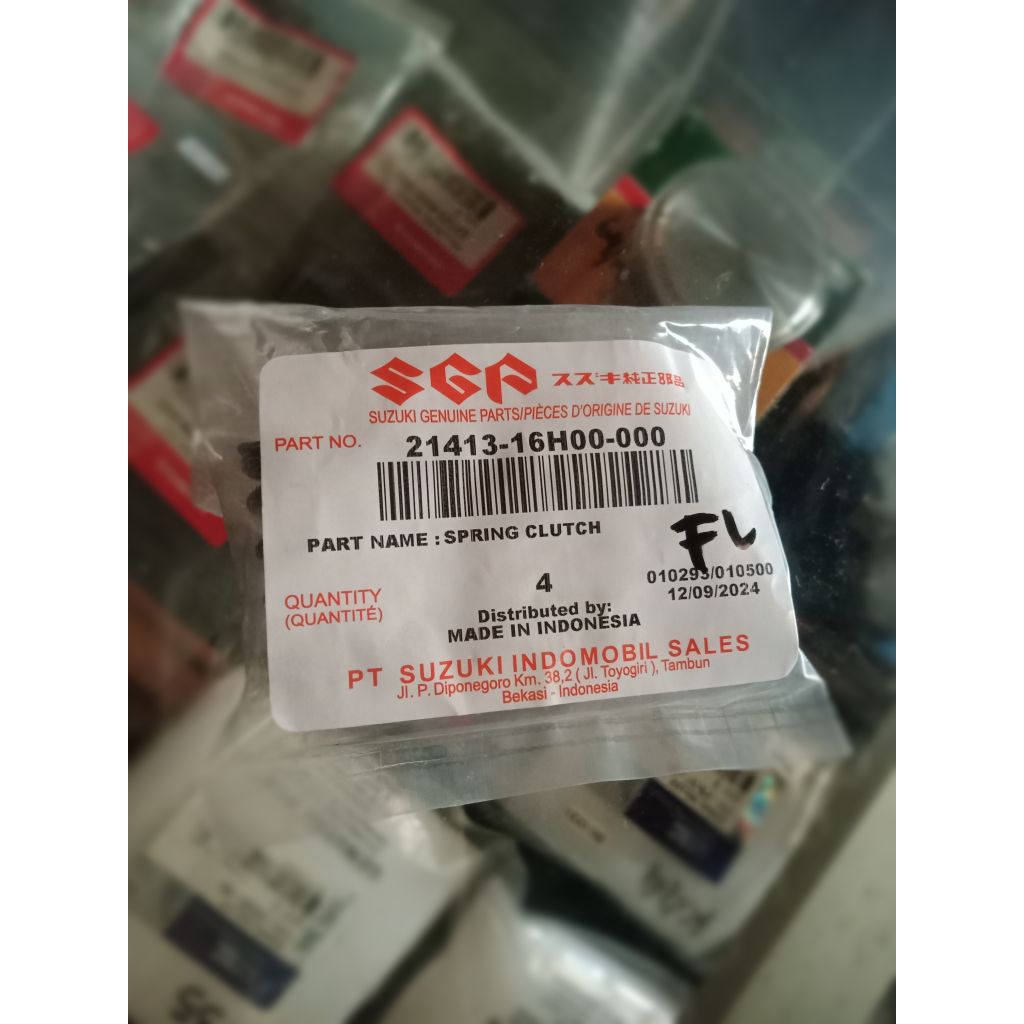 SGP スズキ純正部品
SUZUKI GENUINE PARTS/PIÈCES D'ORIGINE DE SUZUKI
PART NO. 21413-16H00-000
PART NAME : SPRING CLUTCH
FL
QUANTITY
(QUANTITÉ)
4
010293/010500
12/09/2024
Distributed by:
MADE IN INDONESIA
PT SUZUKI INDOMOBIL SALES
Jl. P. Diponegoro Km. 38,2 ( Jl. Toyogiri ), Tambun
Bekasi - Indonesia